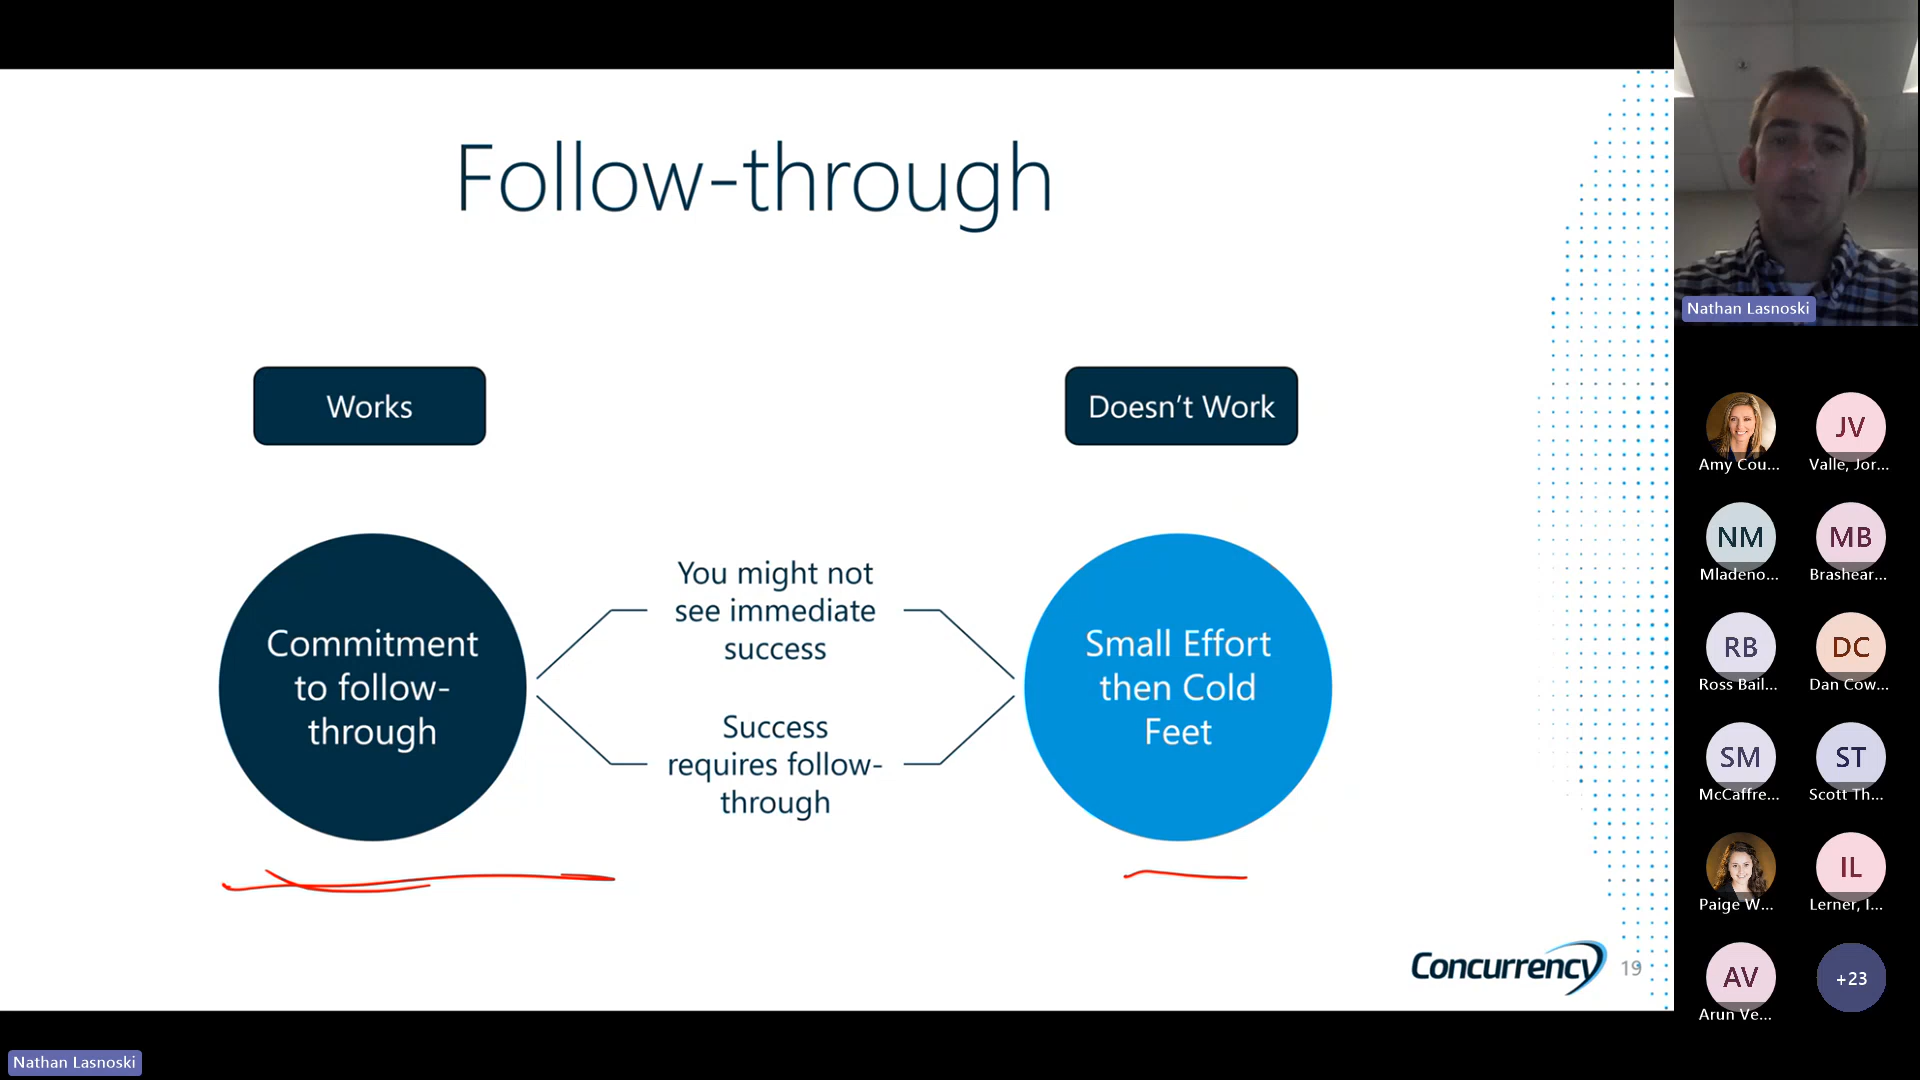 Follow-through
Works
Doesn't Work
Commitment
to follow-
through
You might not
see immediate
success
Success
requires follow-
through
Small Effort
then Cold
Feet
Concurrency
19
Nathan Lasnoski
Amy Cou...
JV
Valle, Jor...
NM
Mladeno...
MB
Brashear...
RB
Ross Bail...
DC
Dan Cow...
SM
McCaffre...
ST
Scott Th...
Paige W...
IL
Lerner, I...
AV
Arun Ve...
+23
Nathan Lasnoski